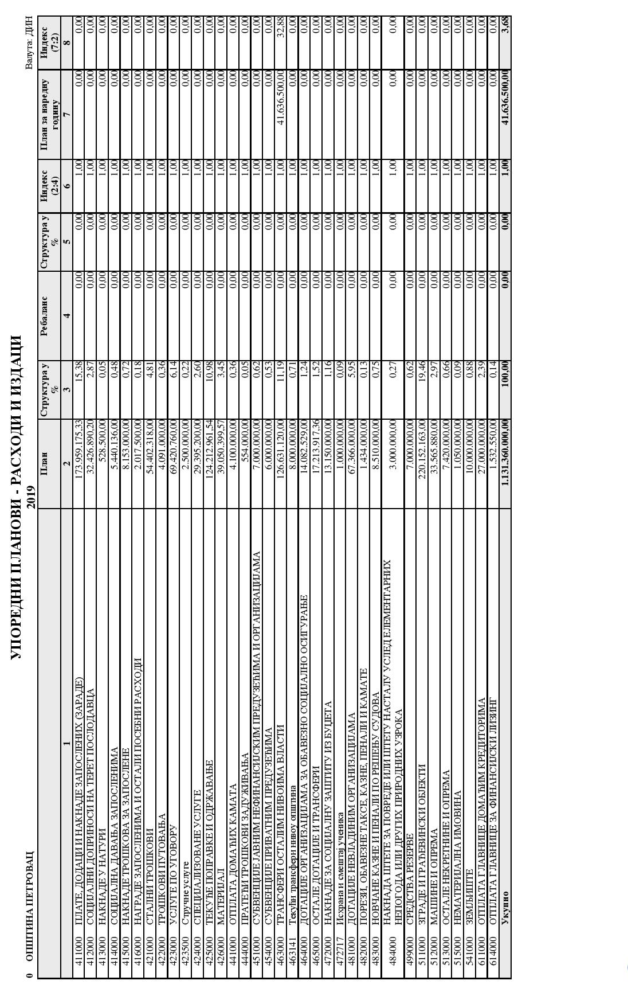 УПОРЕДНИ ПЛАНОВИ - РАСХОДИ И ИЗДАЦИ
0 ОПШТИНА ПЕТРОВАЦ 2019 Валута: ДИН
План Структура у % Ребаланс Структура у % Индекс (2:4) План за наредну годину Индекс (7:2)
1 2 3 4 5 6 7 8
411000 ПЛАТЕ, ДОДАЦИ И НАКНАДЕ ЗАПОСЛЕНИХ (ЗАРАДЕ) 173.959.175,33 15,38 0,00 0,00 1,00 0,00 0,00
412000 СОЦИЈАЛНИ ДОПРИНОСИ НА ТЕРЕТ ПОСЛОДАВЦА 32.426.890,20 2,87 0,00 0,00 1,00 0,00 0,00
413000 НАКНАДЕ У НАТУРИ 528.500,00 0,05 0,00 0,00 1,00 0,00 0,00
414000 СОЦИЈАЛНА ДАВАЊА ЗАПОСЛЕНИМА 5.440.136,00 0,48 0,00 0,00 1,00 0,00 0,00
415000 НАКНАДЕ ТРОШКОВА ЗА ЗАПОСЛЕНЕ 8.153.000,00 0,72 0,00 0,00 1,00 0,00 0,00
416000 НАГРАДЕ ЗАПОСЛЕНИМА И ОСТАЛИ ПОСЕБНИ РАСХОДИ 2.017.500,00 0,18 0,00 0,00 1,00 0,00 0,00
421000 СТАЛНИ ТРОШКОВИ 54.402.318,00 4,81 0,00 0,00 1,00 0,00 0,00
422000 ТРОШКОВИ ПУТОВАЊА 4.091.000,00 0,36 0,00 0,00 1,00 0,00 0,00
423000 УСЛУГЕ ПО УГОВОРУ 69.420.760,00 6,14 0,00 0,00 1,00 0,00 0,00
423500 Стручне услуге 2.500.000,00 0,22 0,00 0,00 1,00 0,00 0,00
424000 СПЕЦИЈАЛИЗОВАНЕ УСЛУГЕ 29.395.200,00 2,60 0,00 0,00 1,00 0,00 0,00
425000 ТЕКУЋЕ ПОПРАВКЕ И ОДРЖАВАЊЕ 124.212.961,54 10,98 0,00 0,00 1,00 0,00 0,00
426000 МАТЕРИЈАЛ 39.050.399,57 3,45 0,00 0,00 1,00 0,00 0,00
441000 ОТПЛАТА ДОМАЋИХ КАМАТА 4.100.000,00 0,36 0,00 0,00 1,00 0,00 0,00
444000 ПРАТЕЋИ ТРОШКОВИ ЗАДУЖИВАЊА 554.000,00 0,05 0,00 0,00 1,00 0,00 0,00
451000 СУБВЕНЦИЈЕ ЈАВНИМ НЕФИНАНСИЈСКИМ ПРЕДУЗЕЋИМА И ОРГАНИЗАЦИЈАМА 7.000.000,00 0,62 0,00 0,00 1,00 0,00 0,00
454000 СУБВЕНЦИЈЕ ПРИВАТНИМ ПРЕДУЗЕЋИМА 6.000.000,00 0,53 0,00 0,00 1,00 0,00 0,00
463000 ТРАНСФЕРИ ОСТАЛИМ НИВОИМА ВЛАСТИ 126.631.120,00 11,19 0,00 0,00 1,00 41.636.500,00 32,88
463141 Текући трансфери нивоу општина 8.000.000,00 0,71 0,00 0,00 1,00 0,00 0,00
464000 ДОТАЦИЈЕ ОРГАНИЗАЦИЈАМА ЗА ОБАВЕЗНО СОЦИЈАЛНО ОСИГУРАЊЕ 14.082.529,00 1,24 0,00 0,00 1,00 0,00 0,00
465000 ОСТАЛЕ ДОТАЦИЈЕ И ТРАНСФЕРИ 17.213.917,36 1,52 0,00 0,00 1,00 0,00 0,00
472000 НАКНАДЕ ЗА СОЦИЈАЛНУ ЗАШТИТУ ИЗ БУЏЕТА 13.150.000,00 1,16 0,00 0,00 1,00 0,00 0,00
472717 Исхрана и смештај ученика 1.000.000,00 0,09 0,00 0,00 1,00 0,00 0,00
481000 ДОТАЦИЈЕ НЕВЛАДИНИМ ОРГАНИЗАЦИЈАМА 67.366.000,00 5,95 0,00 0,00 1,00 0,00 0,00
482000 ПОРЕЗИ, ОБАВЕЗНЕ ТАКСЕ, КАЗНЕ, ПЕНАЛИ И КАМАТЕ 1.434.000,00 0,13 0,00 0,00 1,00 0,00 0,00
483000 НОВЧАНЕ КАЗНЕ И ПЕНАЛИ ПО РЕШЕЊУ СУДОВА 8.510.000,00 0,75 0,00 0,00 1,00 0,00 0,00
484000 НАКНАДА ШТЕТЕ ЗА ПОВРЕДЕ ИЛИ ШТЕТУ НАСТАЛУ УСЛЕД ЕЛЕМЕНТАРНИХ
НЕПОГОДА ИЛИ ДРУГИХ ПРИРОДНИХ УЗРОКА 3.000.000,00 0,27 0,00 0,00 1,00 0,00 0,00
499000 СРЕДСТВА РЕЗЕРВЕ 7.000.000,00 0,62 0,00 0,00 1,00 0,00 0,00
511000 ЗГРАДЕ И ГРАЂЕВИНСКИ ОБЈЕКТИ 220.152.163,00 19,46 0,00 0,00 1,00 0,00 0,00
512000 МАШИНЕ И ОПРЕМА 33.565.880,00 2,97 0,00 0,00 1,00 0,00 0,00
513000 ОСТАЛЕ НЕКРЕТНИНЕ И ОПРЕМА 7.420.000,00 0,66 0,00 0,00 1,00 0,00 0,00
515000 НЕМАТЕРИЈАЛНА ИМОВИНА 1.050.000,00 0,09 0,00 0,00 1,00 0,00 0,00
541000 ЗЕМЉИШТЕ 10.000.000,00 0,88 0,00 0,00 1,00 0,00 0,00
611000 ОТПЛАТА ГЛАВНИЦЕ ДОМАЋИМ КРЕДИТОРИМА 27.000.000,00 2,39 0,00 0,00 1,00 0,00 0,00
614000 ОТПЛАТА ГЛАВНИЦЕ ЗА ФИНАНСИЈСКИ ЛИЗИНГ 1.532.550,00 0,14 0,00 0,00 1,00 0,00 0,00
Укупно 1.131.360.000,00 100,00 0,00 0,00 1,00 41.636.500,00 3,68